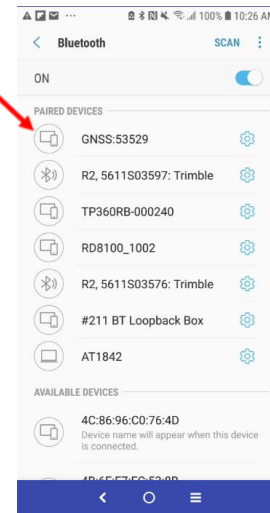 100% 10:26 AM
Bluetooth SCAN
ON
PAIRED DEVICES
GNSS:53529
R2, 5611S03597: Trimble
TP360RB-000240
RD8100_1002
R2, 5611S03576: Trimble
#211 BT Loopback Box
AT1842
AVAILABLE DEVICES
4C:86:96:C0:76:4D
Device name will appear when this device
is connected.